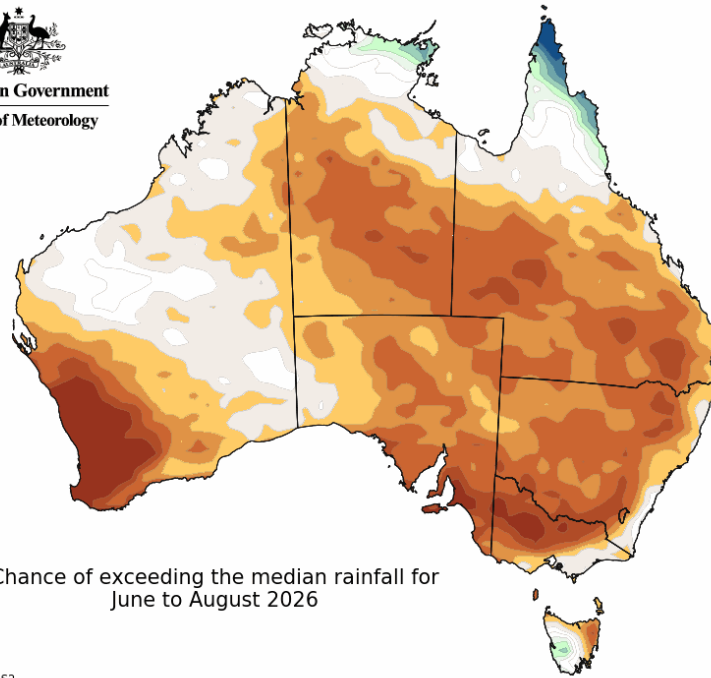 n Government
of Meteorology
Chance of exceeding the median rainfall for
June to August 2026